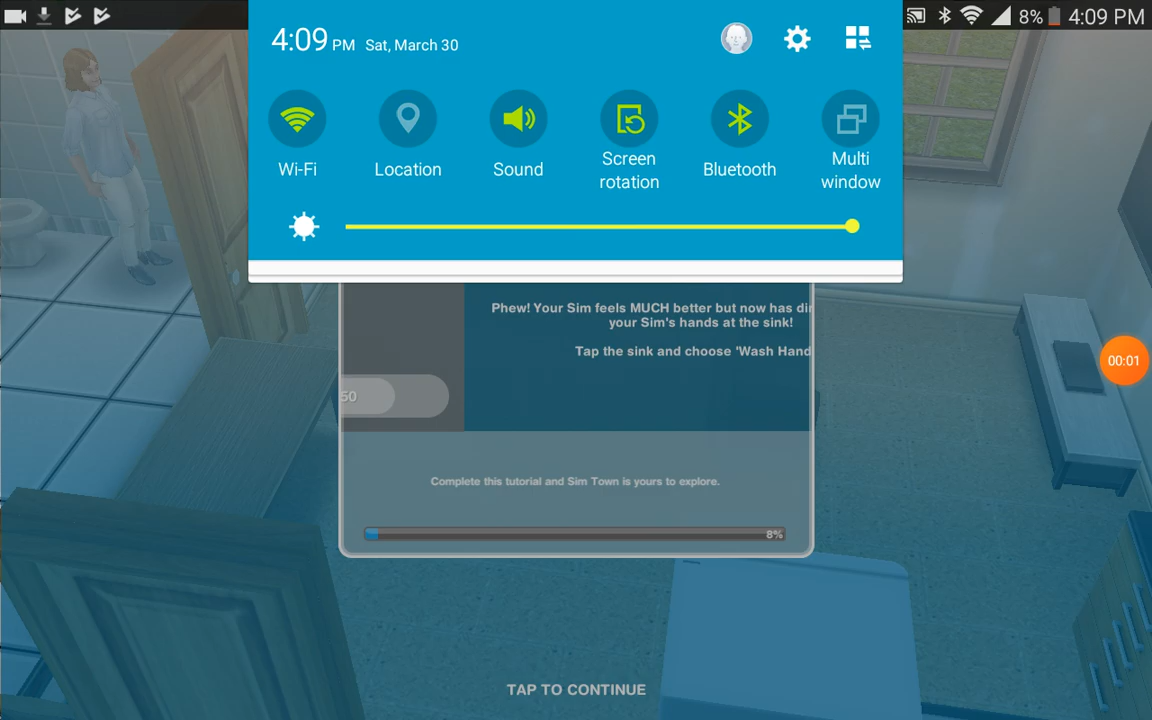 8% 4:09 PM
4:09 PM Sat, March 30
Wi-Fi
Location
Sound
Screen
rotation
Bluetooth
Multi
window
Phew! Your Sim feels MUCH better but now has
your Sim's hands at the sink!
Tap the sink and choose 'Wash
50
00:01
Complete this tutorial and Sim Town is yours to explore.
8%
TAP TO CONTINUE